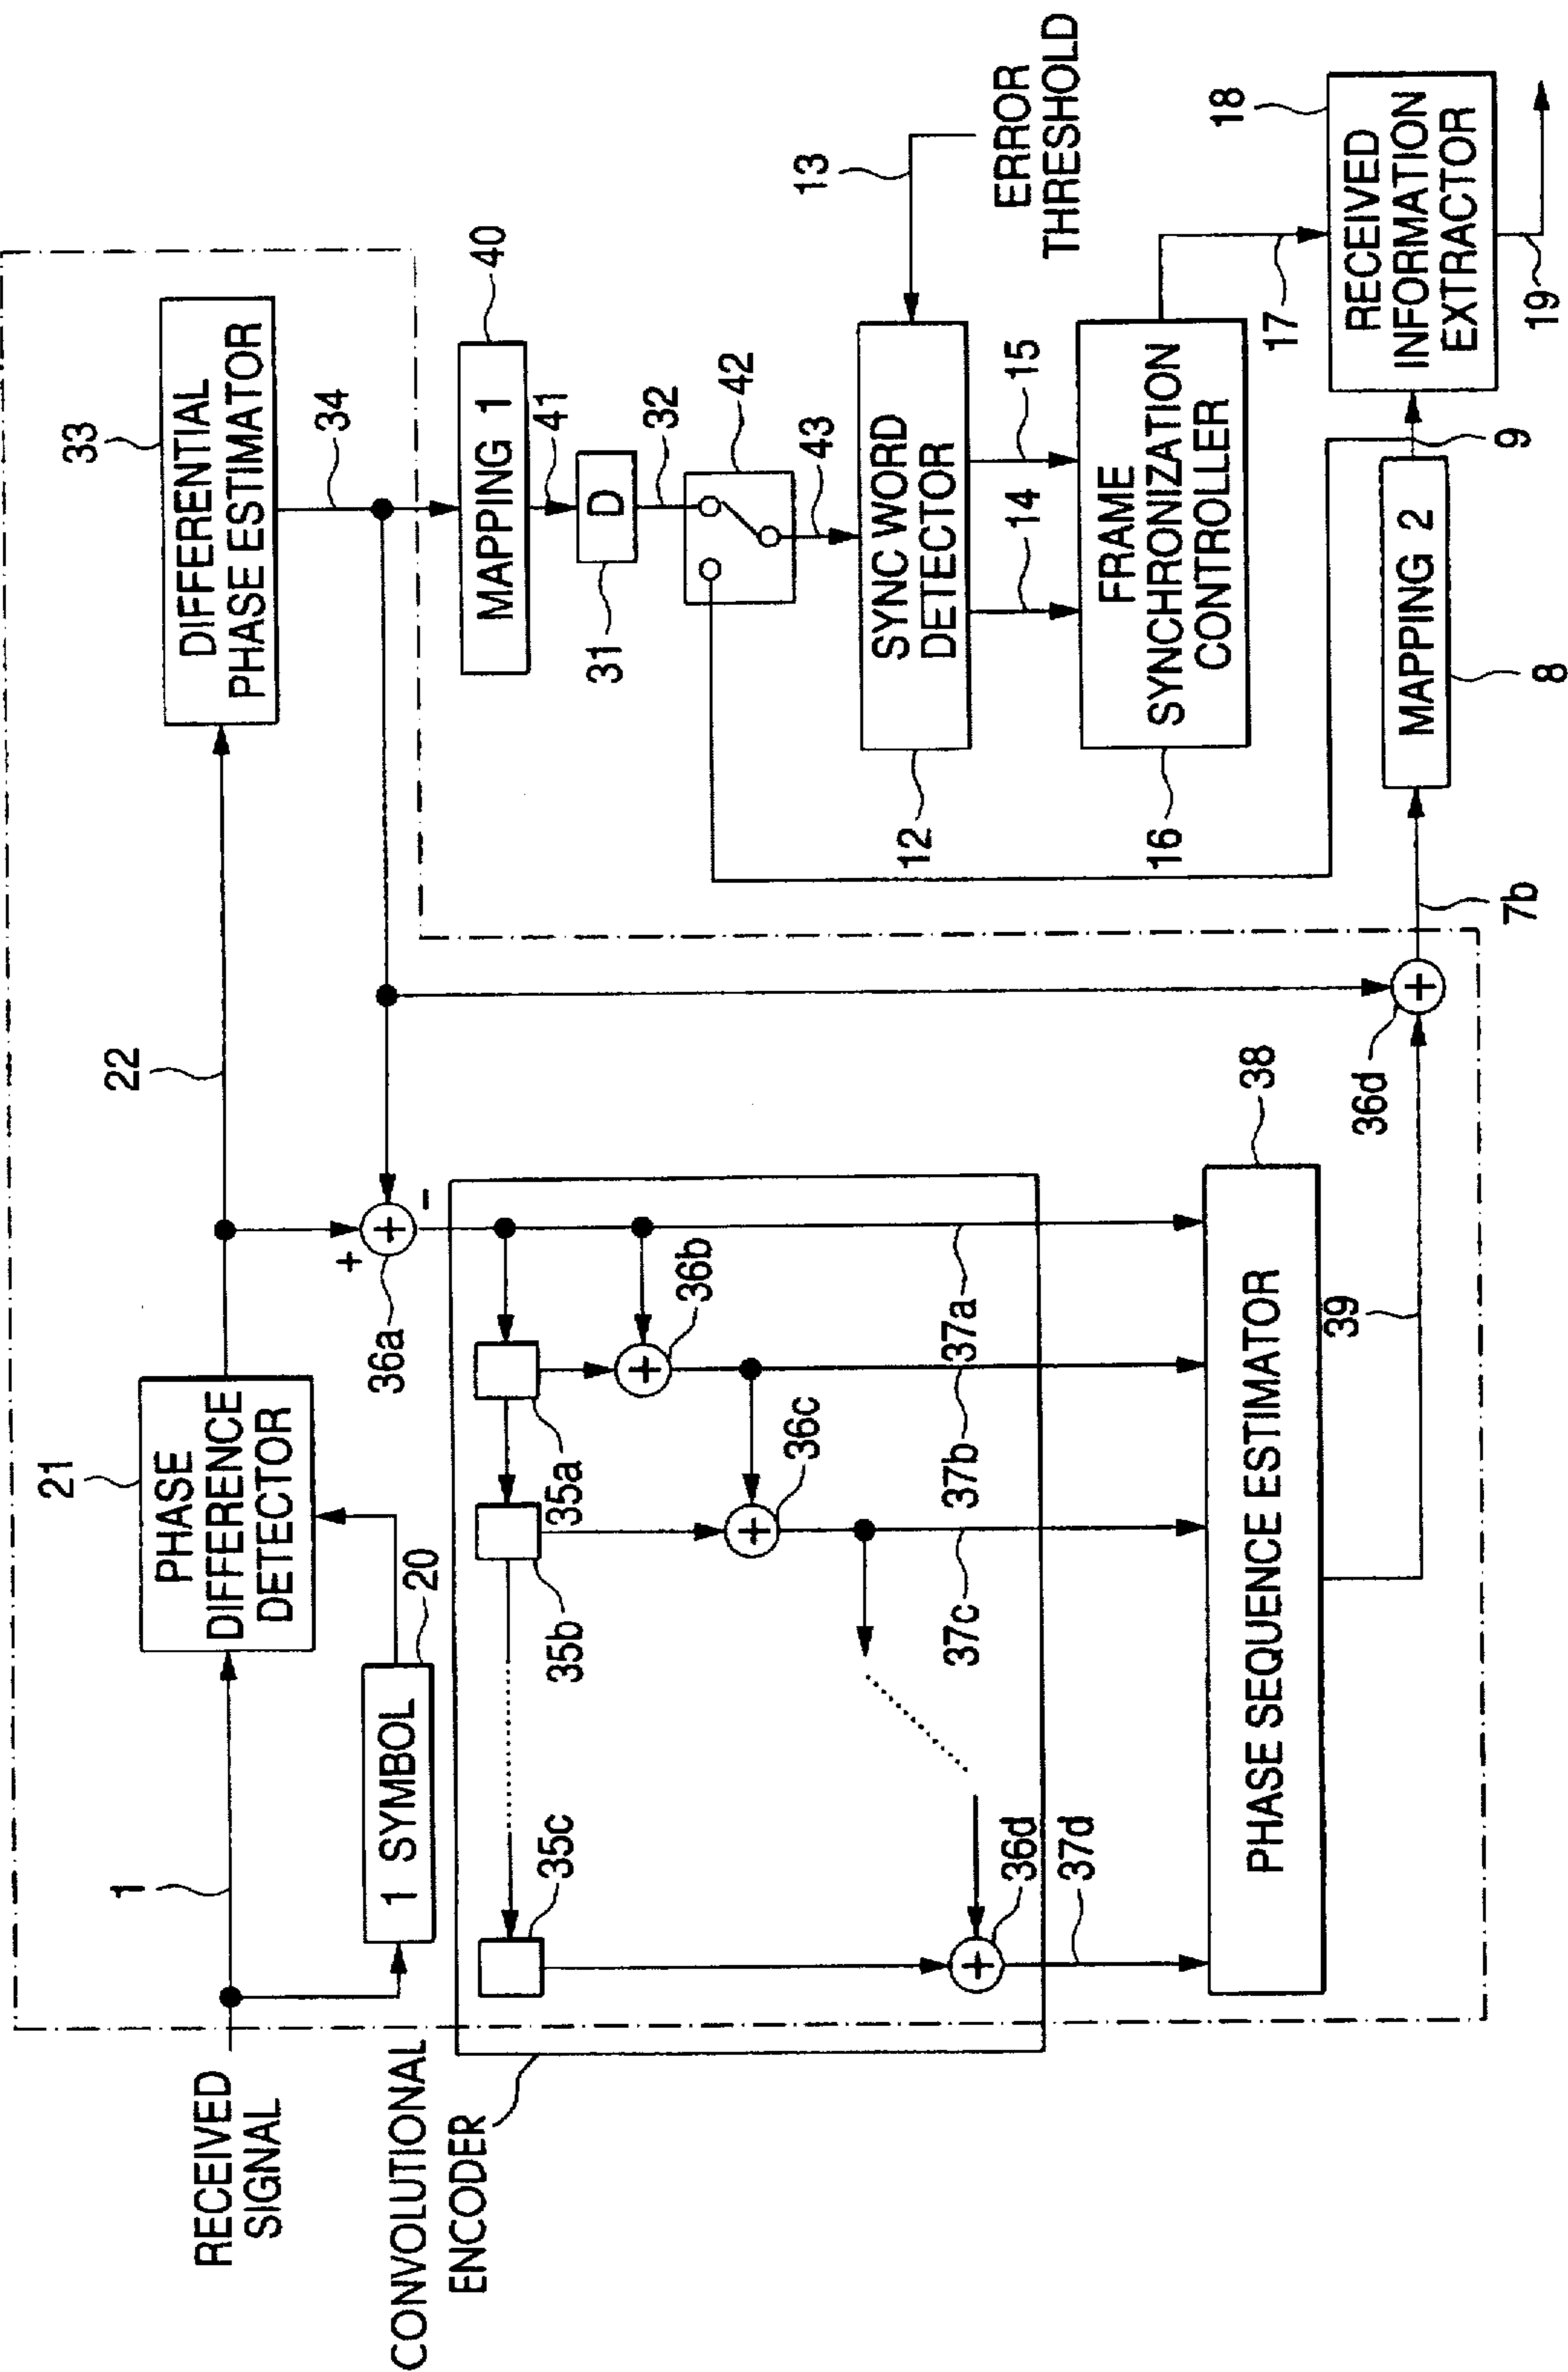 RECEIVED
SIGNAL
1
1 SYMBOL
20
21
PHASE
DIFFERENCE
DETECTOR
22
33
DIFFERENTIAL
PHASE ESTIMATOR
34
+
-
+
36a
CONVOLUTIONAL
ENCODER
35c
35b
35a
+
36b
+
36c
+
36d
37d
37c
37b
37a
PHASE SEQUENCE ESTIMATOR
38
39
+
36d
7b
MAPPING 1
40
41
D
31
32
42
43
13
ERROR
THRESHOLD
SYNC WORD
DETECTOR
12
14
15
FRAME
SYNCHRONIZATION
CONTROLLER
16
17
MAPPING 2
8
9
18
RECEIVED
INFORMATION
EXTRACTOR
19